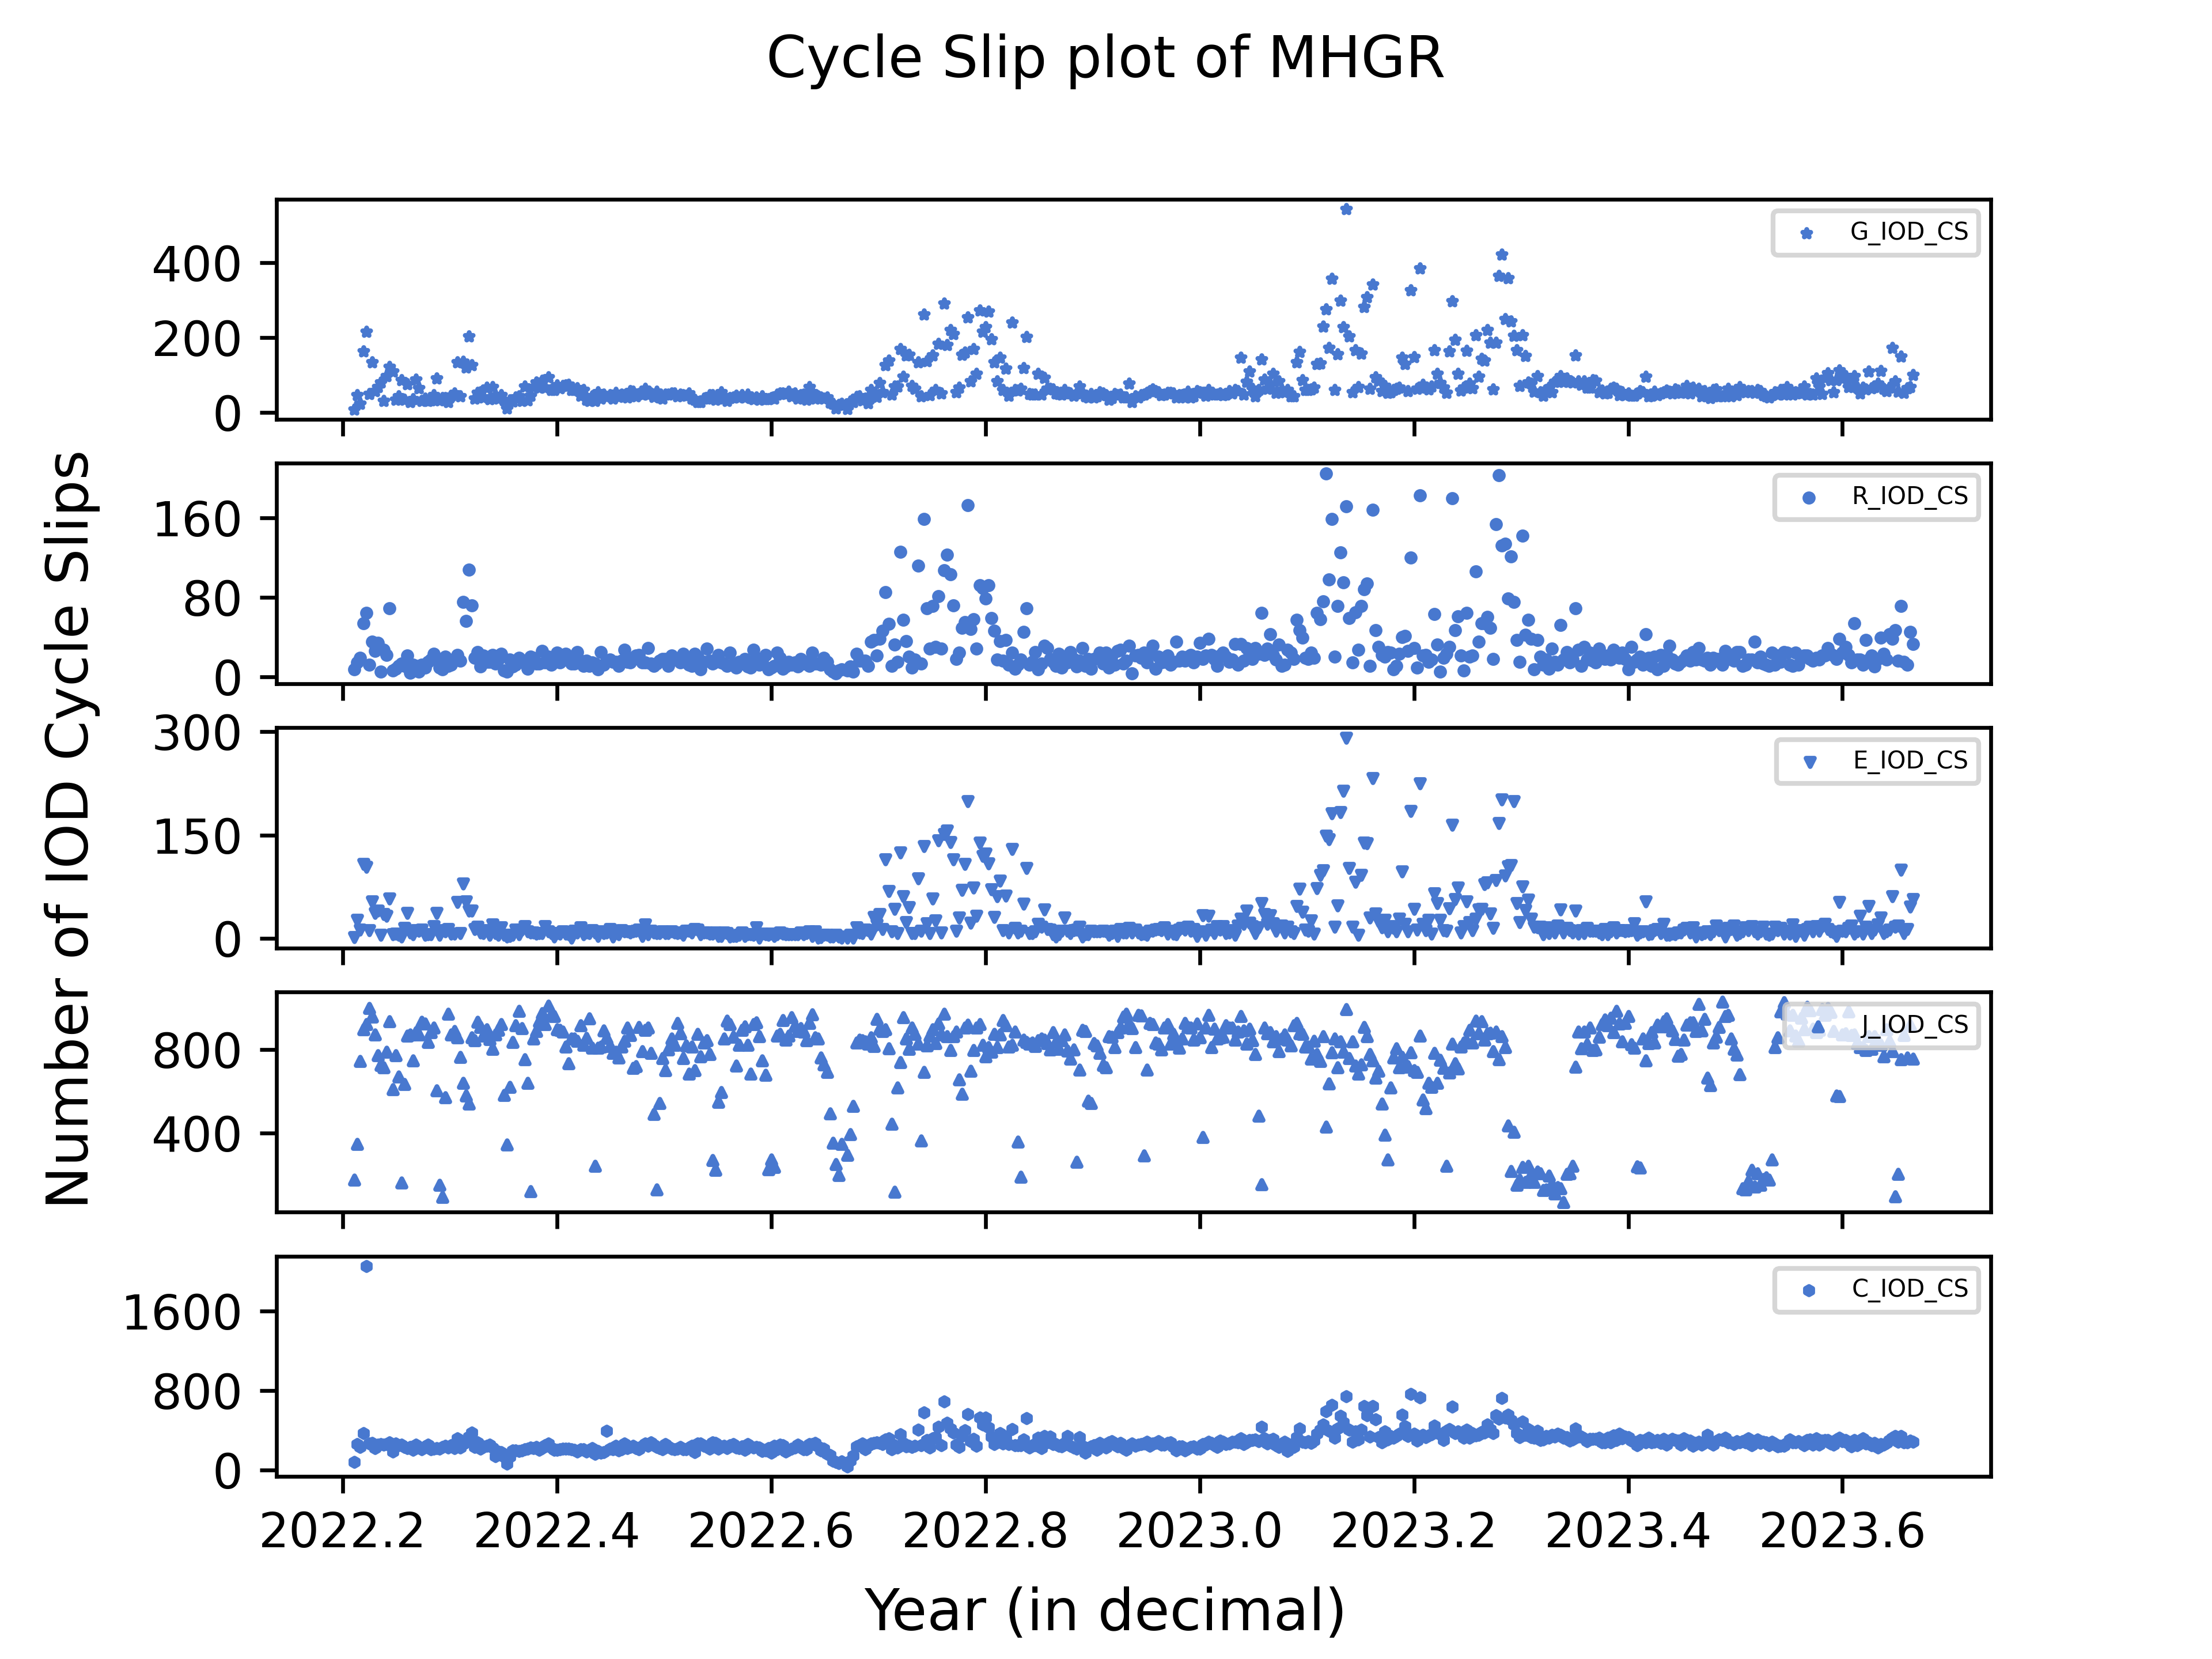 Cycle Slip plot of MHGR
Number of IOD Cycle Slips
400
200
0
G_IOD_CS
160
80
0
R_IOD_CS
300
150
0
E_IOD_CS
800
400
J_IOD_CS
1600
800
0
C_IOD_CS
2022.2 2022.4 2022.6 2022.8 2023.0 2023.2 2023.4 2023.6
Year (in decimal)